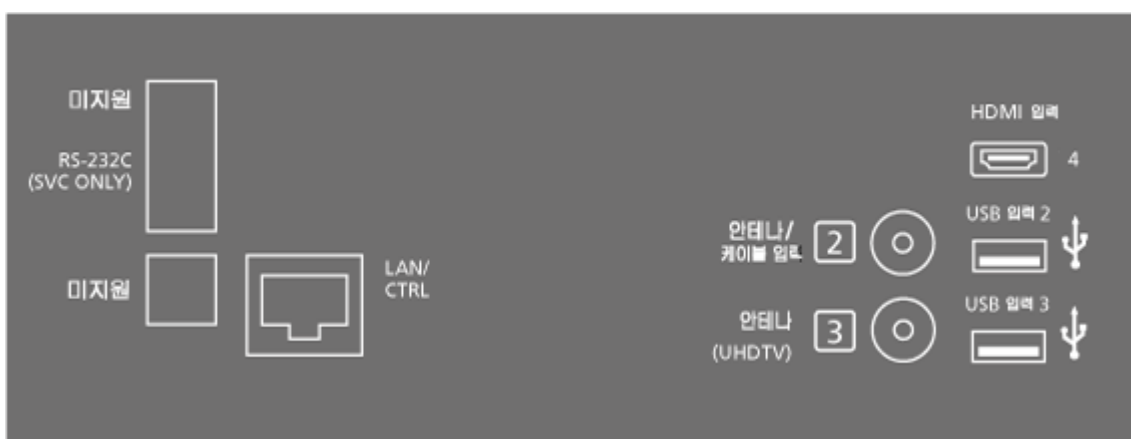 미지원
RS-232C
(SVC ONLY)
미지원
LAN/
CTRL
안테나/
케이블 입력
2
안테나
(UHDTV)
3
HDMI 입력
4
USB 입력 2
USB 입력 3